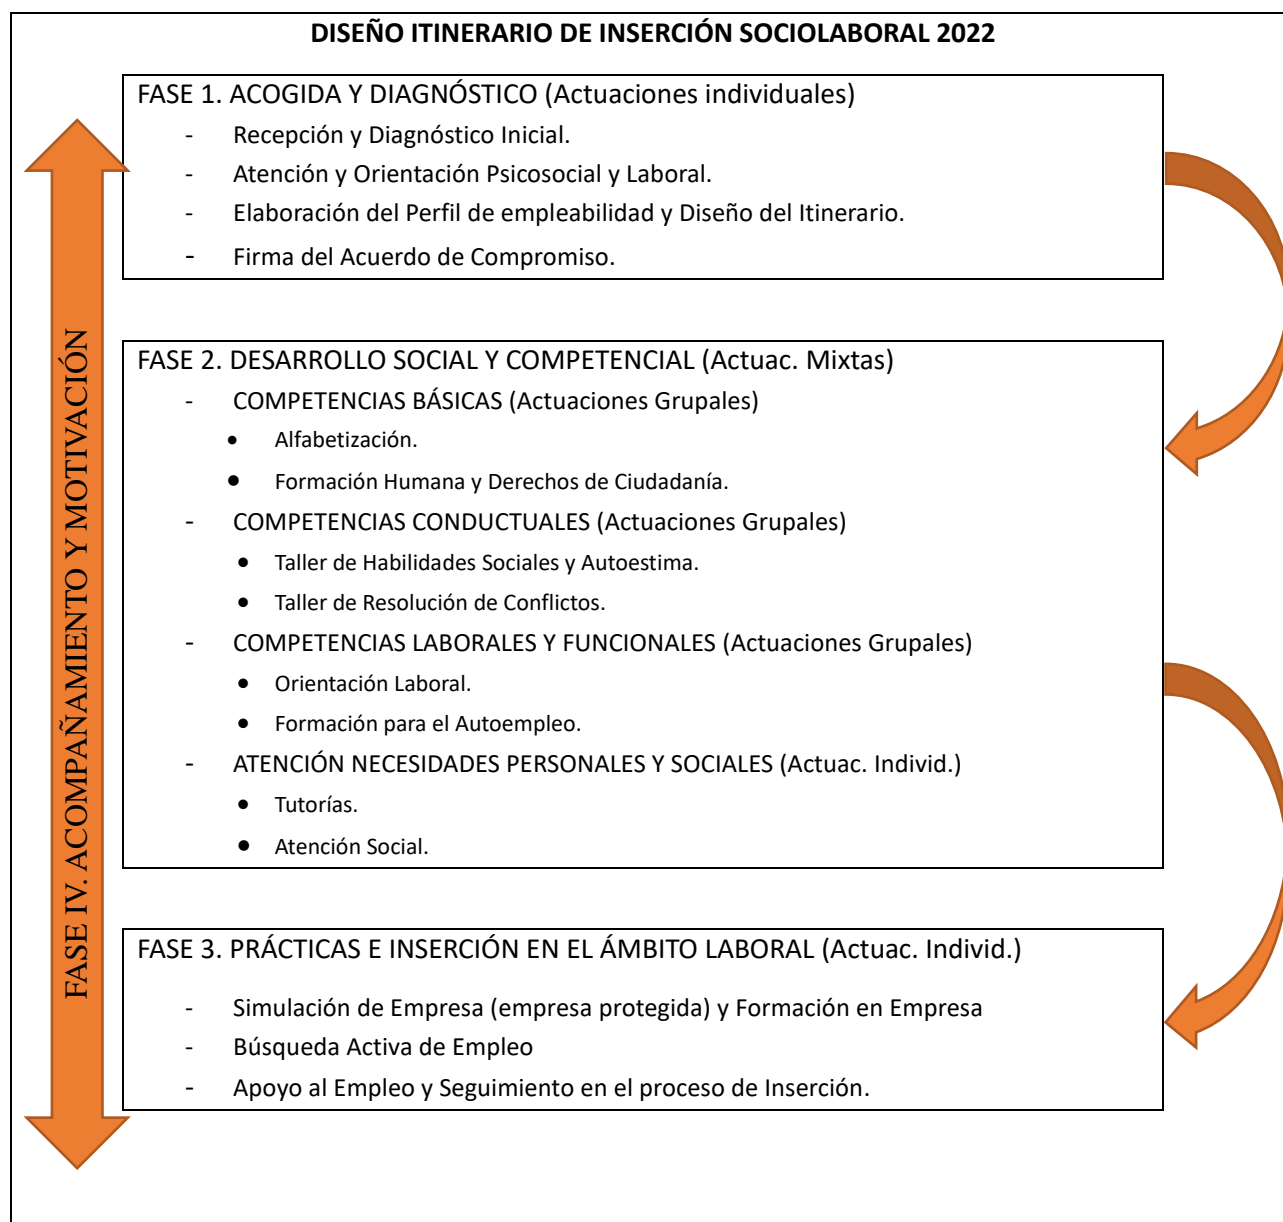 DISEÑO ITINERARIO DE INSERCIÓN SOCIOLABORAL 2022
FASE 1. ACOGIDA Y DIAGNÓSTICO (Actuaciones individuales)
- Recepción y Diagnóstico Inicial.
- Atención y Orientación Psicosocial y Laboral.
- Elaboración del Perfil de empleabilidad y Diseño del Itinerario.
- Firma del Acuerdo de Compromiso.
FASE IV. ACOMPAÑAMIENTO Y MOTIVACIÓN
FASE 2. DESARROLLO SOCIAL Y COMPETENCIAL (Actuac. Mixtas)
- COMPETENCIAS BÁSICAS (Actuaciones Grupales)
• Alfabetización.
• Formación Humana y Derechos de Ciudadanía.
- COMPETENCIAS CONDUCTUALES (Actuaciones Grupales)
• Taller de Habilidades Sociales y Autoestima.
• Taller de Resolución de Conflictos.
- COMPETENCIAS LABORALES Y FUNCIONALES (Actuaciones Grupales)
• Orientación Laboral.
• Formación para el Autoempleo.
- ATENCIÓN NECESIDADES PERSONALES Y SOCIALES (Actuac. Individ.)
• Tutorías.
• Atención Social.
FASE 3. PRÁCTICAS E INSERCIÓN EN EL ÁMBITO LABORAL (Actuac. Individ.)
- Simulación de Empresa (empresa protegida) y Formación en Empresa
- Búsqueda Activa de Empleo
- Apoyo al Empleo y Seguimiento en el proceso de Inserción.